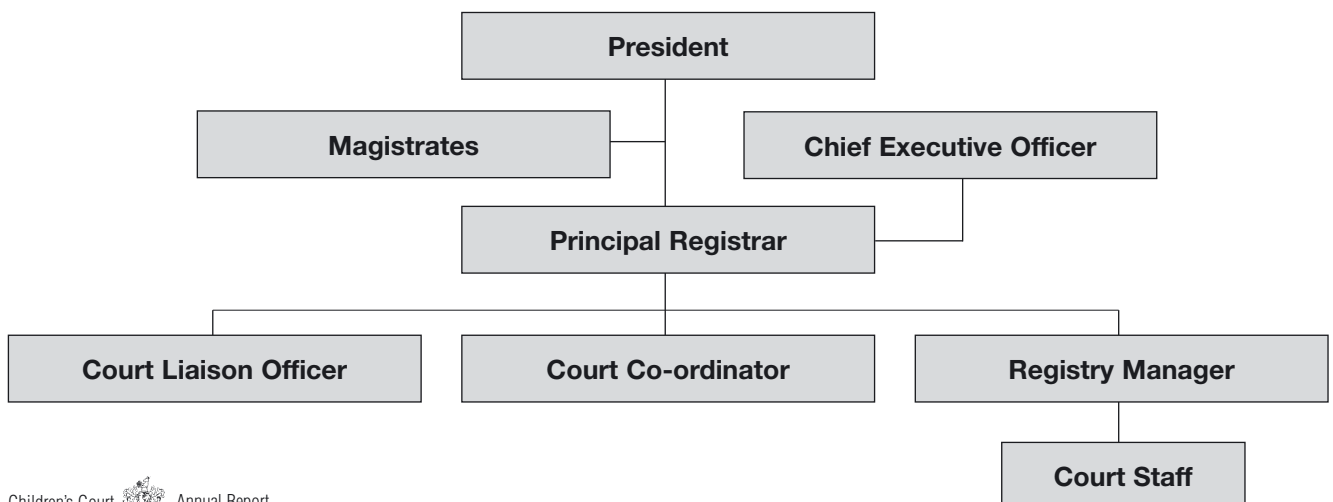 President
Magistrates
Chief Executive Officer
Principal Registrar
Court Liaison Officer
Court Co-ordinator
Registry Manager
Court Staff
Children's Court Annual Report